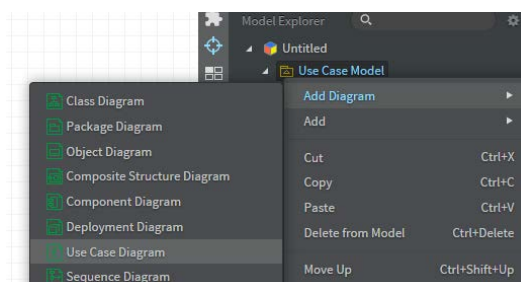 Model Explorer
Untitled
Use Case Model
Class Diagram
Package Diagram
Object Diagram
Composite Structure Diagram
Component Diagram
Deployment Diagram
Use Case Diagram
Sequence Diagram
Add Diagram
Add
Cut Ctrl+X
Copy Ctrl+C
Paste Ctrl+V
Delete from Model Ctrl+Delete
Move Up Ctrl+Shift+Up